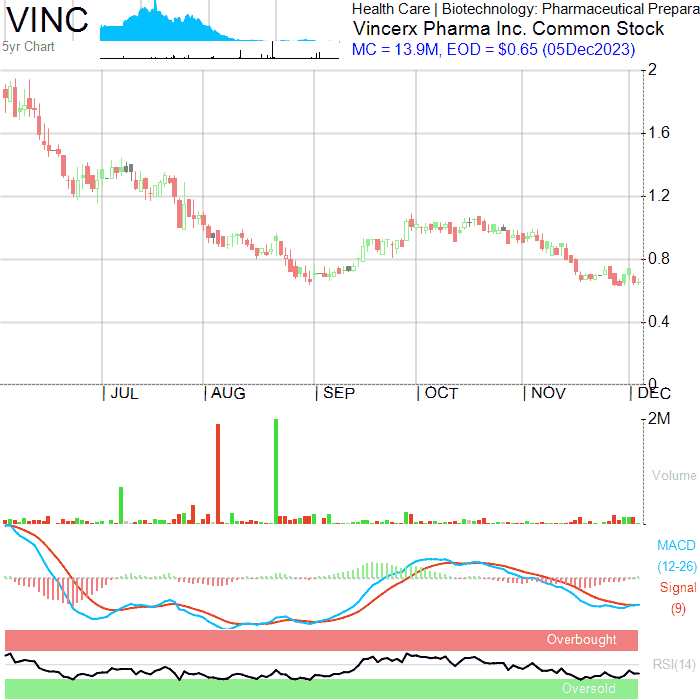 VINC
5yr Chart
Health Care | Biotechnology: Pharmaceutical Prepara
Vincerx Pharma Inc. Common Stock
MC = 13.9M, EOD = $0.65 (05Dec2023)
2
1.6
1.2
0.8
0.4
0
| JUL | AUG | SEP | OCT | NOV | DEC
2M
Volume
MACD
(12-26)
Signal
(9)
Overbought
RSI(14)
Oversold